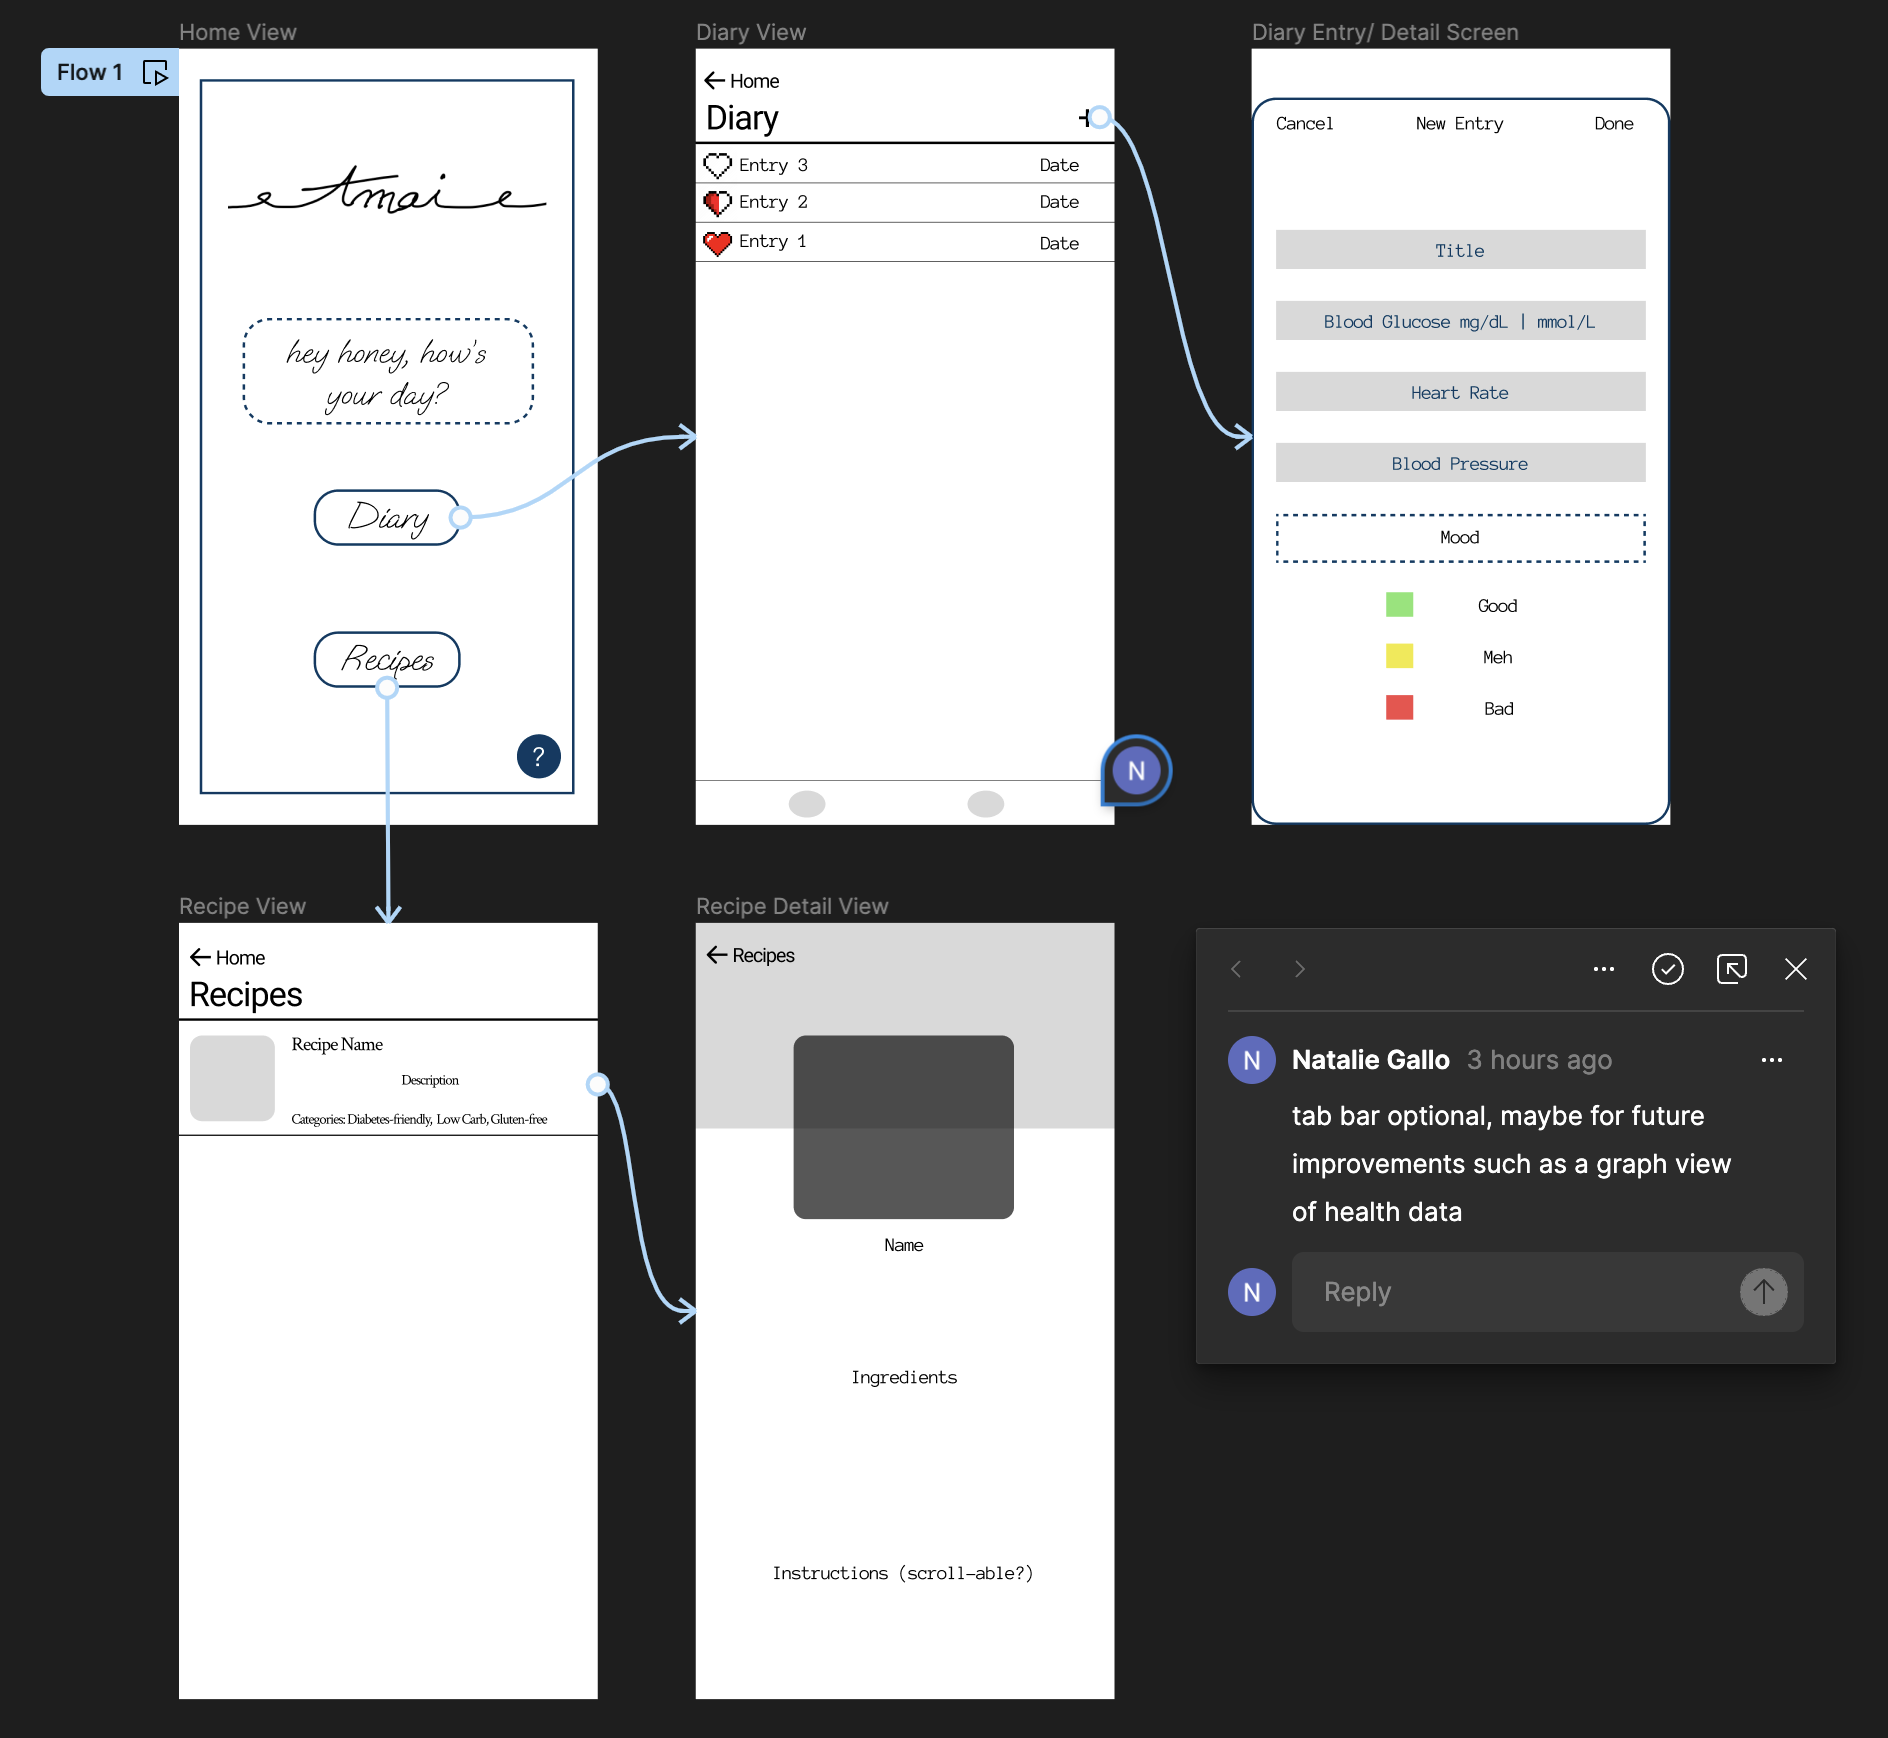 Home View
Flow 1
Amai
hey honey, how's
your day?
Diary
Recipes
?
Diary View
Home
Diary
+
Entry 3 Date
Entry 2 Date
Entry 1 Date
N
Diary Entry/ Detail Screen
Cancel New Entry Done
Title
Blood Glucose mg/dL | mmol/L
Heart Rate
Blood Pressure
Mood
Good
Meh
Bad
Recipe View
Home
Recipes
Recipe Name
Description
Categories: Diabetes-friendly, Low Carb, Gluten-free
Recipe Detail View
Recipes
Name
Ingredients
Instructions (scroll-able?)
N Natalie Gallo 3 hours ago
tab bar optional, maybe for future
improvements such as a graph view
of health data
N Reply